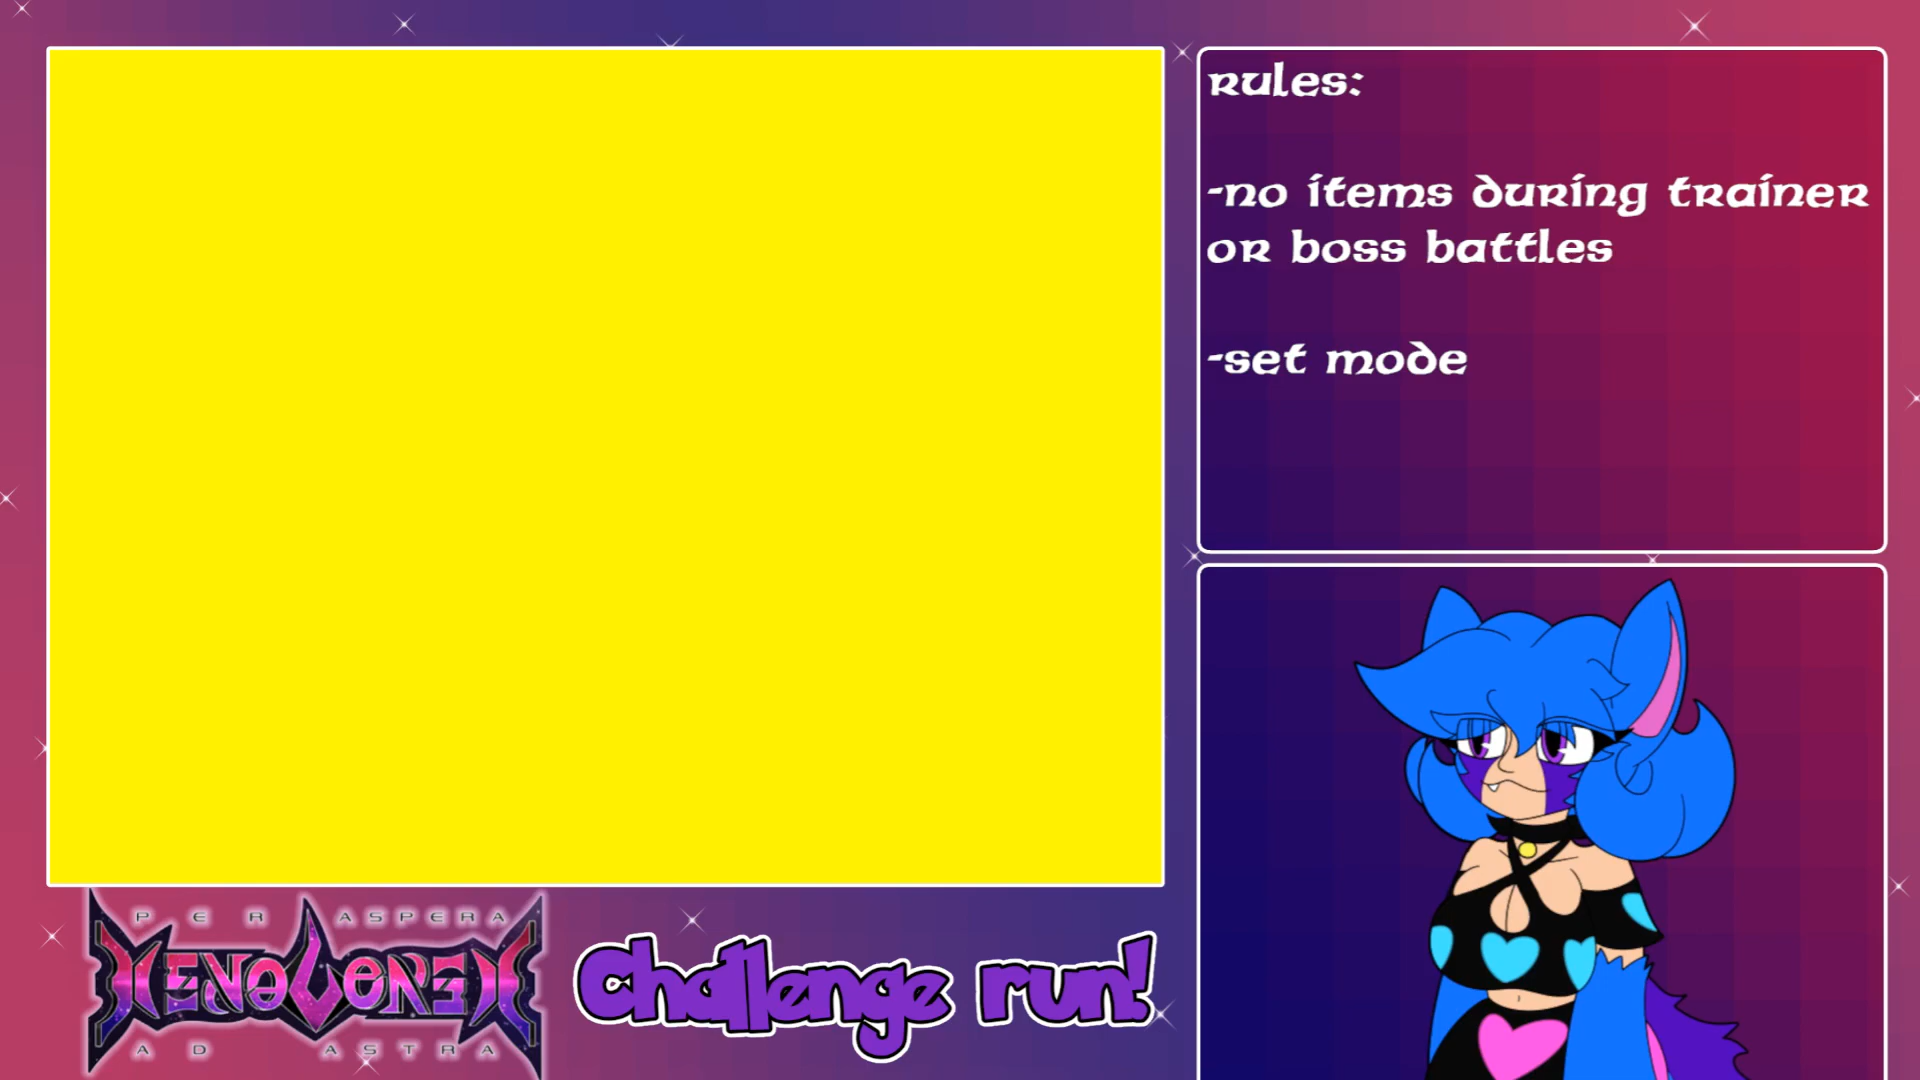 rules:
-no items during trainer
or boss battles
-set mode
PER ASPERA
XENOVERSE
AD ASTRA
Challenge run!